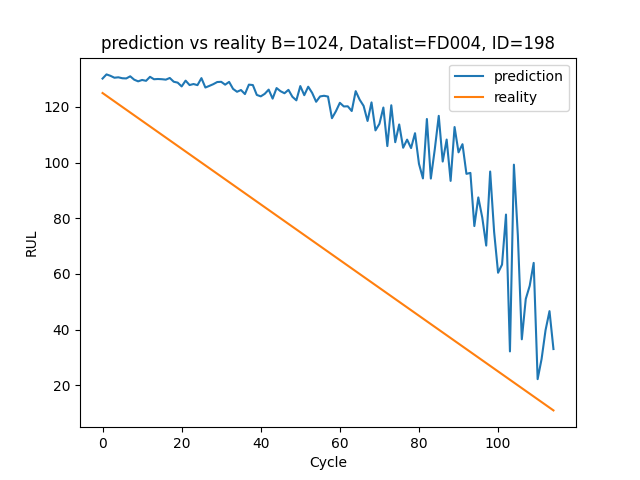 prediction vs reality B=1024, Datalist=FD004, ID=198
prediction
reality
RUL
120
100
80
60
40
20
0 20 40 60 80 100
Cycle